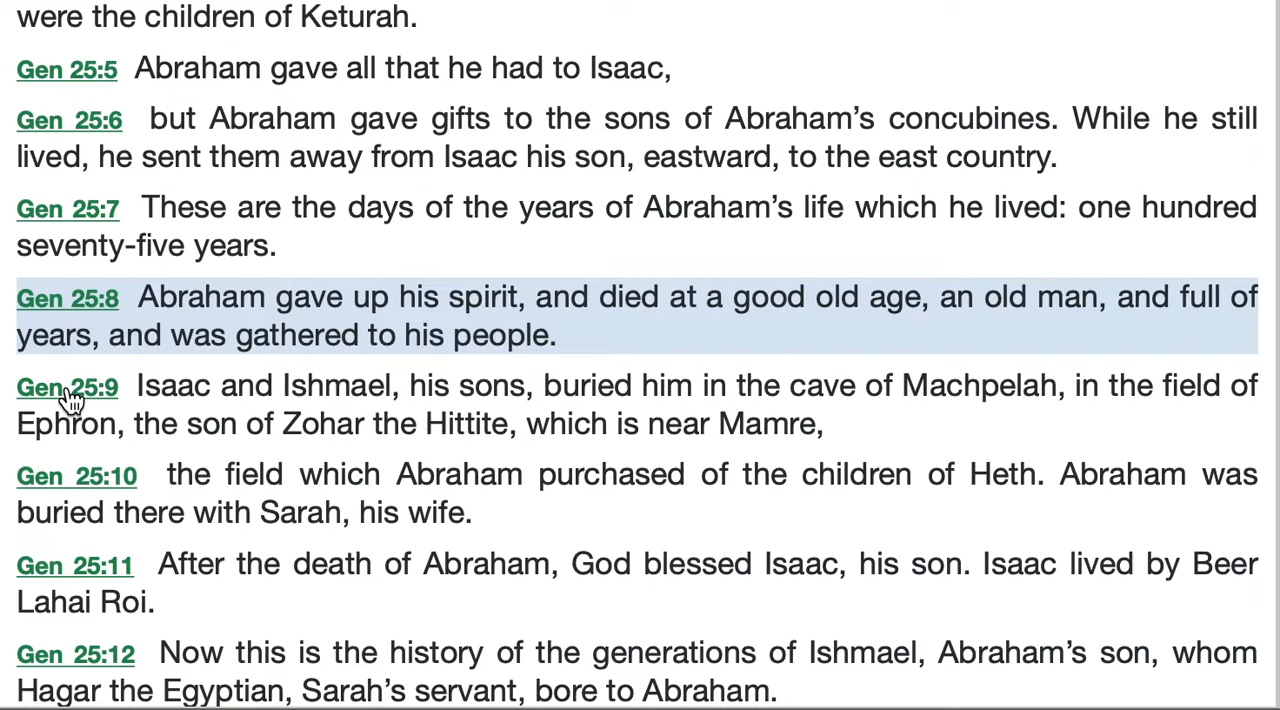 were the children of Keturah.
Gen 25:5 Abraham gave all that he had to Isaac,
Gen 25:6 but Abraham gave gifts to the sons of Abraham’s concubines. While he still
lived, he sent them away from Isaac his son, eastward, to the east country.
Gen 25:7 These are the days of the years of Abraham’s life which he lived: one hundred
seventy-five years.
Gen 25:8 Abraham gave up his spirit, and died at a good old age, an old man, and full of
years, and was gathered to his people.
Gen 25:9 Isaac and Ishmael, his sons, buried him in the cave of Machpelah, in the field of
Ephron, the son of Zohar the Hittite, which is near Mamre,
Gen 25:10 the field which Abraham purchased of the children of Heth. Abraham was
buried there with Sarah, his wife.
Gen 25:11 After the death of Abraham, God blessed Isaac, his son. Isaac lived by Beer
Lahai Roi.
Gen 25:12 Now this is the history of the generations of Ishmael, Abraham’s son, whom
Hagar the Egyptian, Sarah’s servant, bore to Abraham.